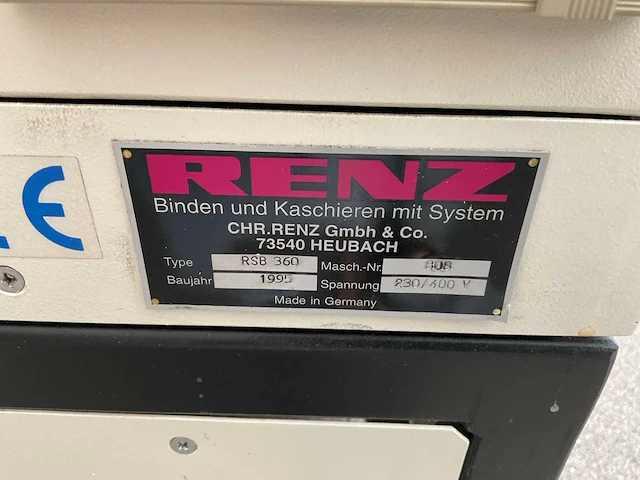 CE
RENZ
Binden und Kaschieren mit System
CHR.RENZ Gmbh & Co.
73540 HEUBACH
Type RSB 360 Masch.-Nr.
Baujahr 1995 Spannung 230/400 V
Made in Germany